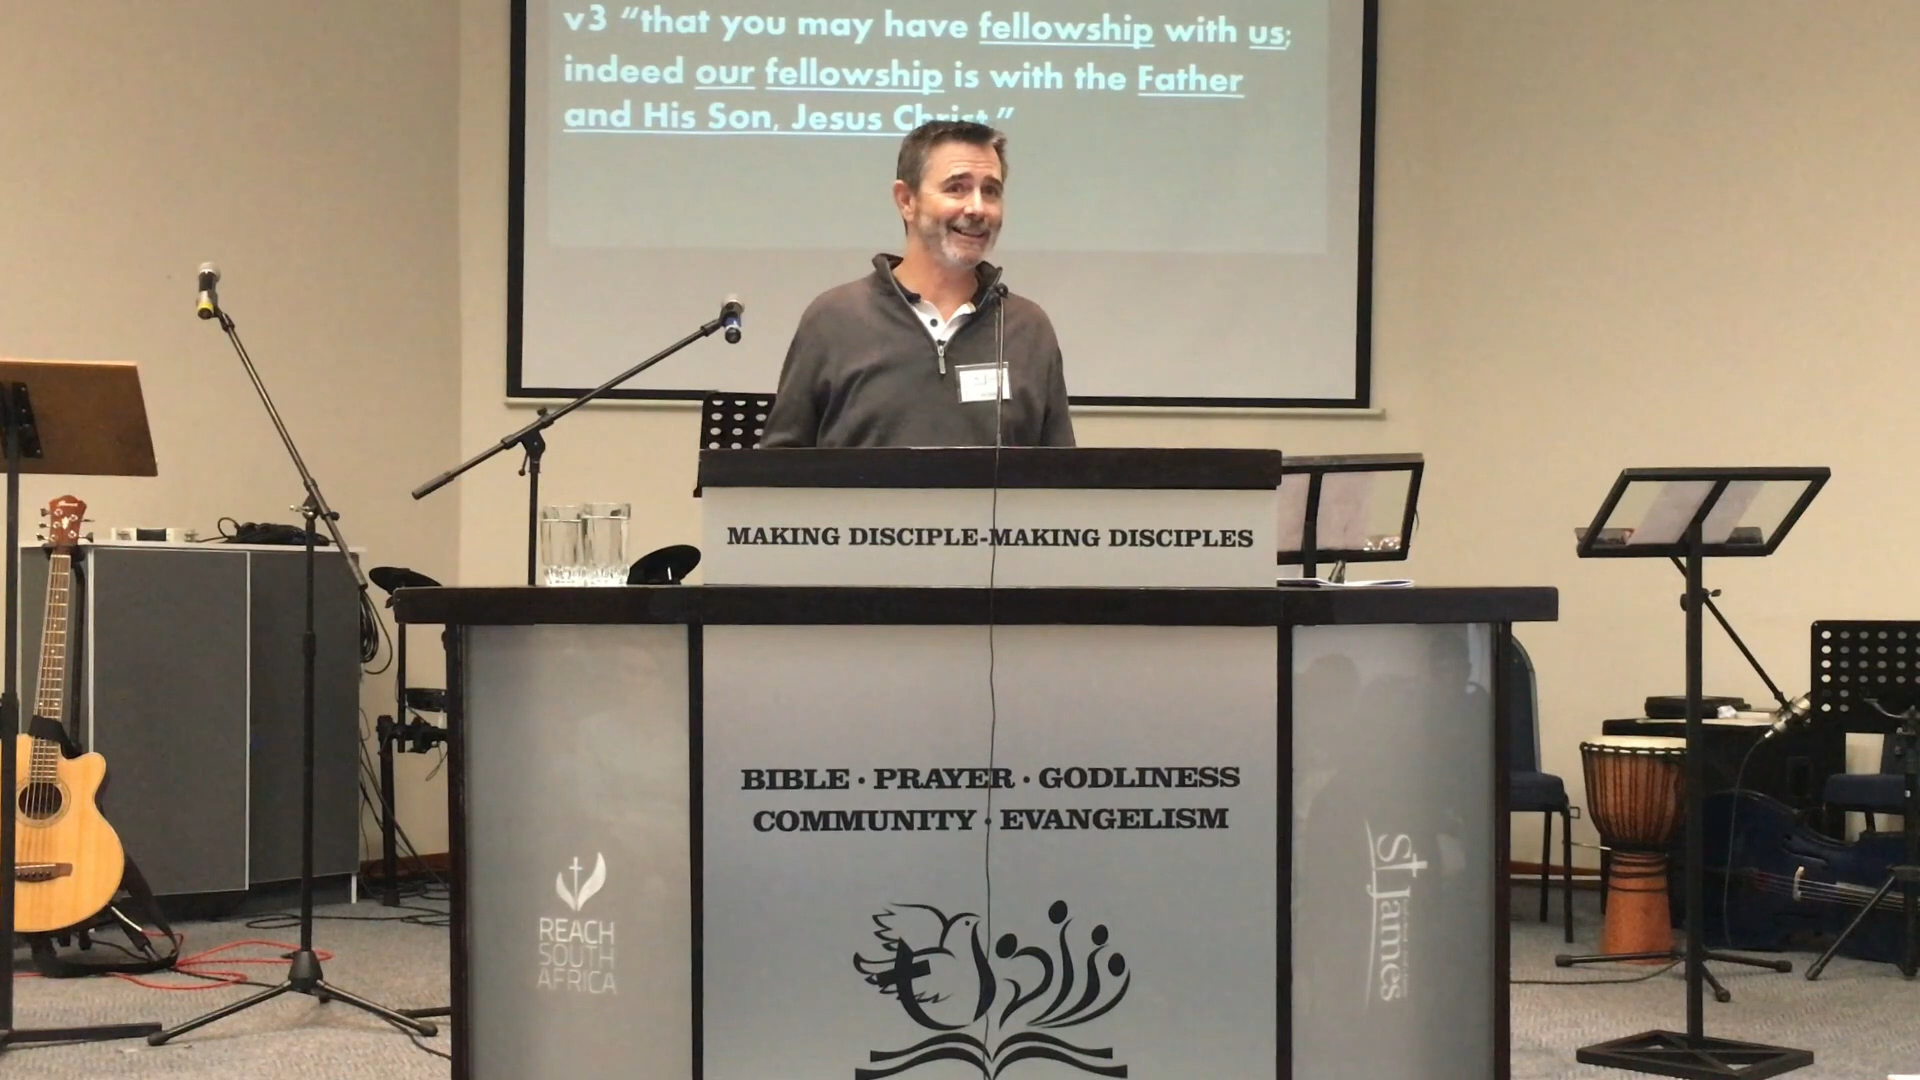 v3 “that you may have fellowship with us;
indeed our fellowship is with the Father
and His Son, Jesus Christ.”
MAKING DISCIPLE-MAKING DISCIPLES
BIBLE · PRAYER · GODLINESS
COMMUNITY · EVANGELISM
REACH
SOUTH
AFRICA
St James